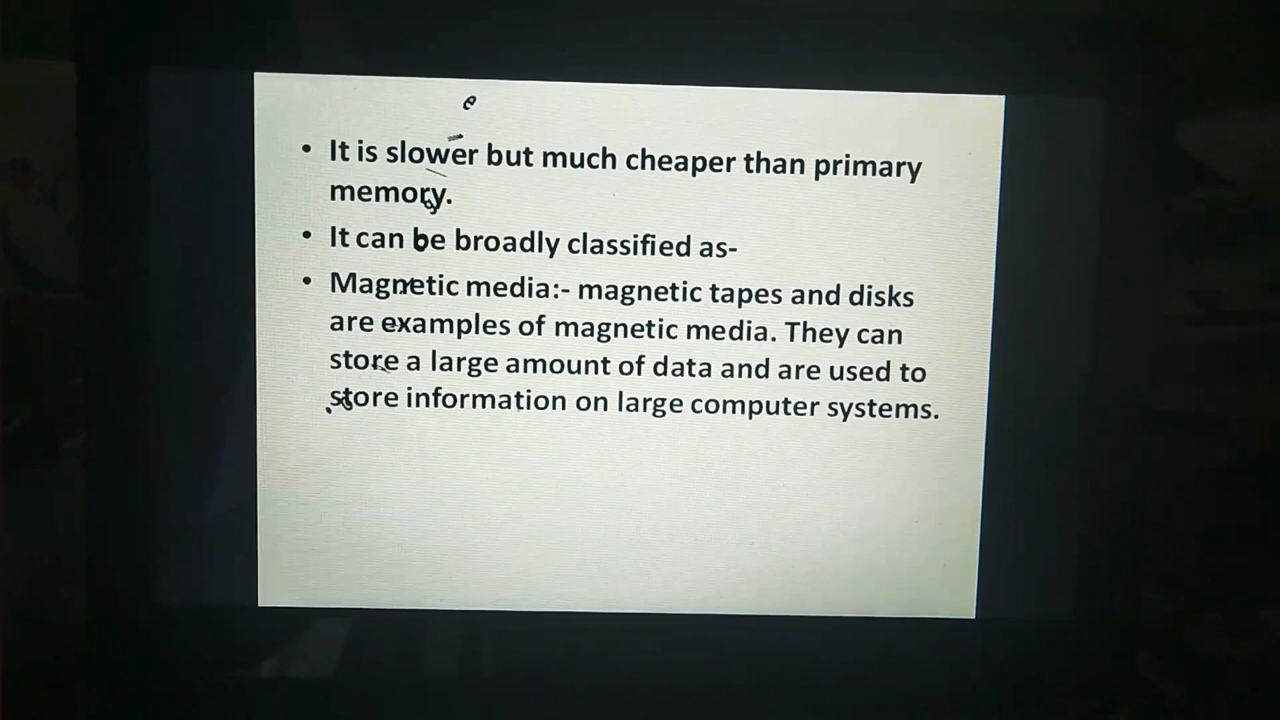 e
• It is slower but much cheaper than primary
memory.
• It can be broadly classified as-
• Magnetic media:- magnetic tapes and disks
are examples of magnetic media. They can
store a large amount of data and are used to
store information on large computer systems.